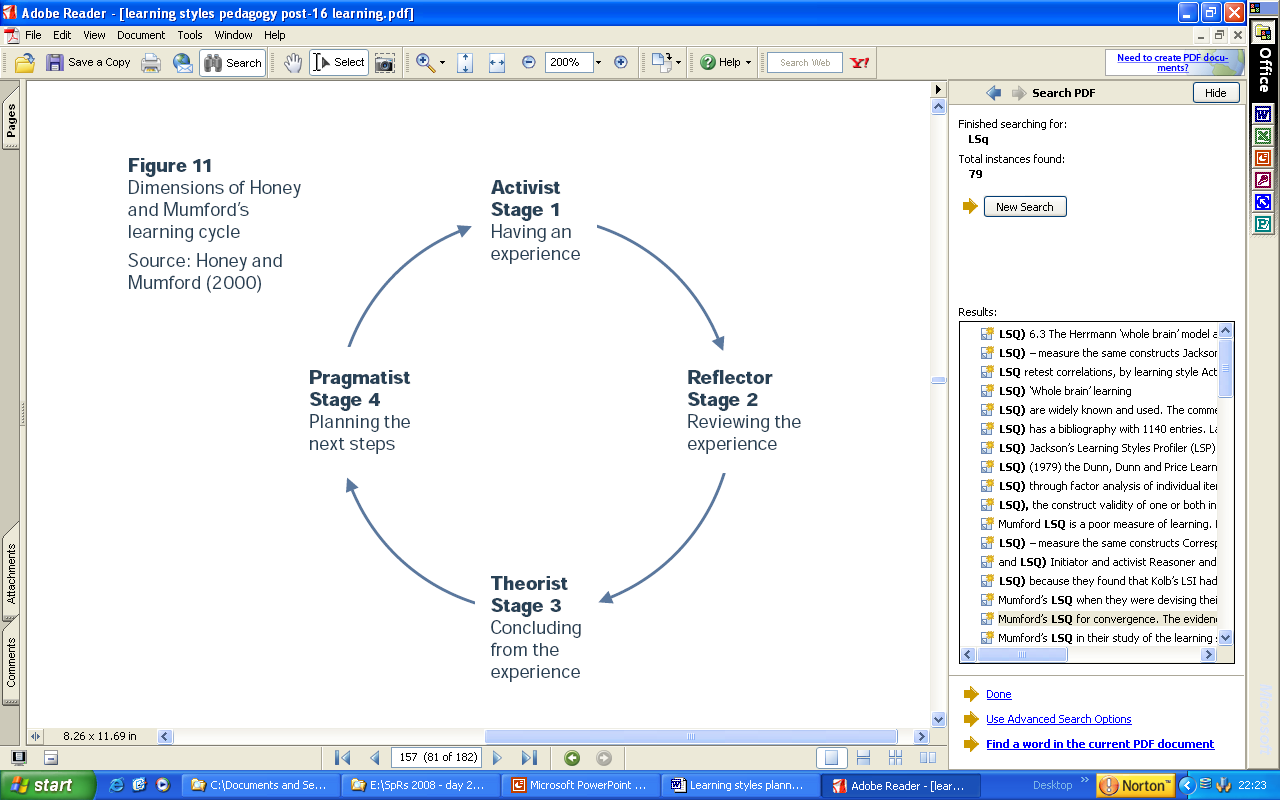 Adobe Reader - [learning styles pedagogy post-16 learning.pdf]
File Edit View Document Tools Window Help
Save a Copy Search Select 200% Help Search Web Y!
Need to create PDF docu-
ments?
Office
Pages
Attachments
Comments
Figure 11
Dimensions of Honey
and Mumford's
learning cycle
Source: Honey and
Mumford (2000)
Activist
Stage 1
Having an
experience
Reflector
Stage 2
Reviewing the
experience
Theorist
Stage 3
Concluding
from the
experience
Pragmatist
Stage 4
Planning the
next steps
Search PDF Hide
Finished searching for:
LSq
Total instances found:
79
New Search
Results:
LSQ) 6.3 The Herrmann 'whole brain' model a
LSQ) – measure the same constructs Jackson
LSQ retest correlations, by learning style Act
LSQ) 'Whole brain' learning
LSQ) are widely known and used. The comme
LSQ) has a bibliography with 1140 entries. La
LSQ) Jackson's Learning Styles Profiler (LSP)
LSQ) (1979) the Dunn, Dunn and Price Learn
LSQ) through factor analysis of individual iter
LSQ), the construct validity of one or both in
Mumford LSQ is a poor measure of learning.
LSQ) – measure the same constructs Corresp
and LSQ) Initiator and activist Reasoner and
LSQ) because they found that Kolb's LSI had
Mumford's LSQ when they were devising thei
Mumford's LSQ for convergence. The evidenc
Mumford's LSQ in their study of the learning
Done
Use Advanced Search Options
Find a word in the current PDF document
8.26 x 11.69 in
157 (81 of 182)
start C:\Documents and Se... E:\SpRs 2008 - day 2... Microsoft PowerPoint ... Learning styles plann... Adobe Reader - [lear... Desktop Norton™ 22:23